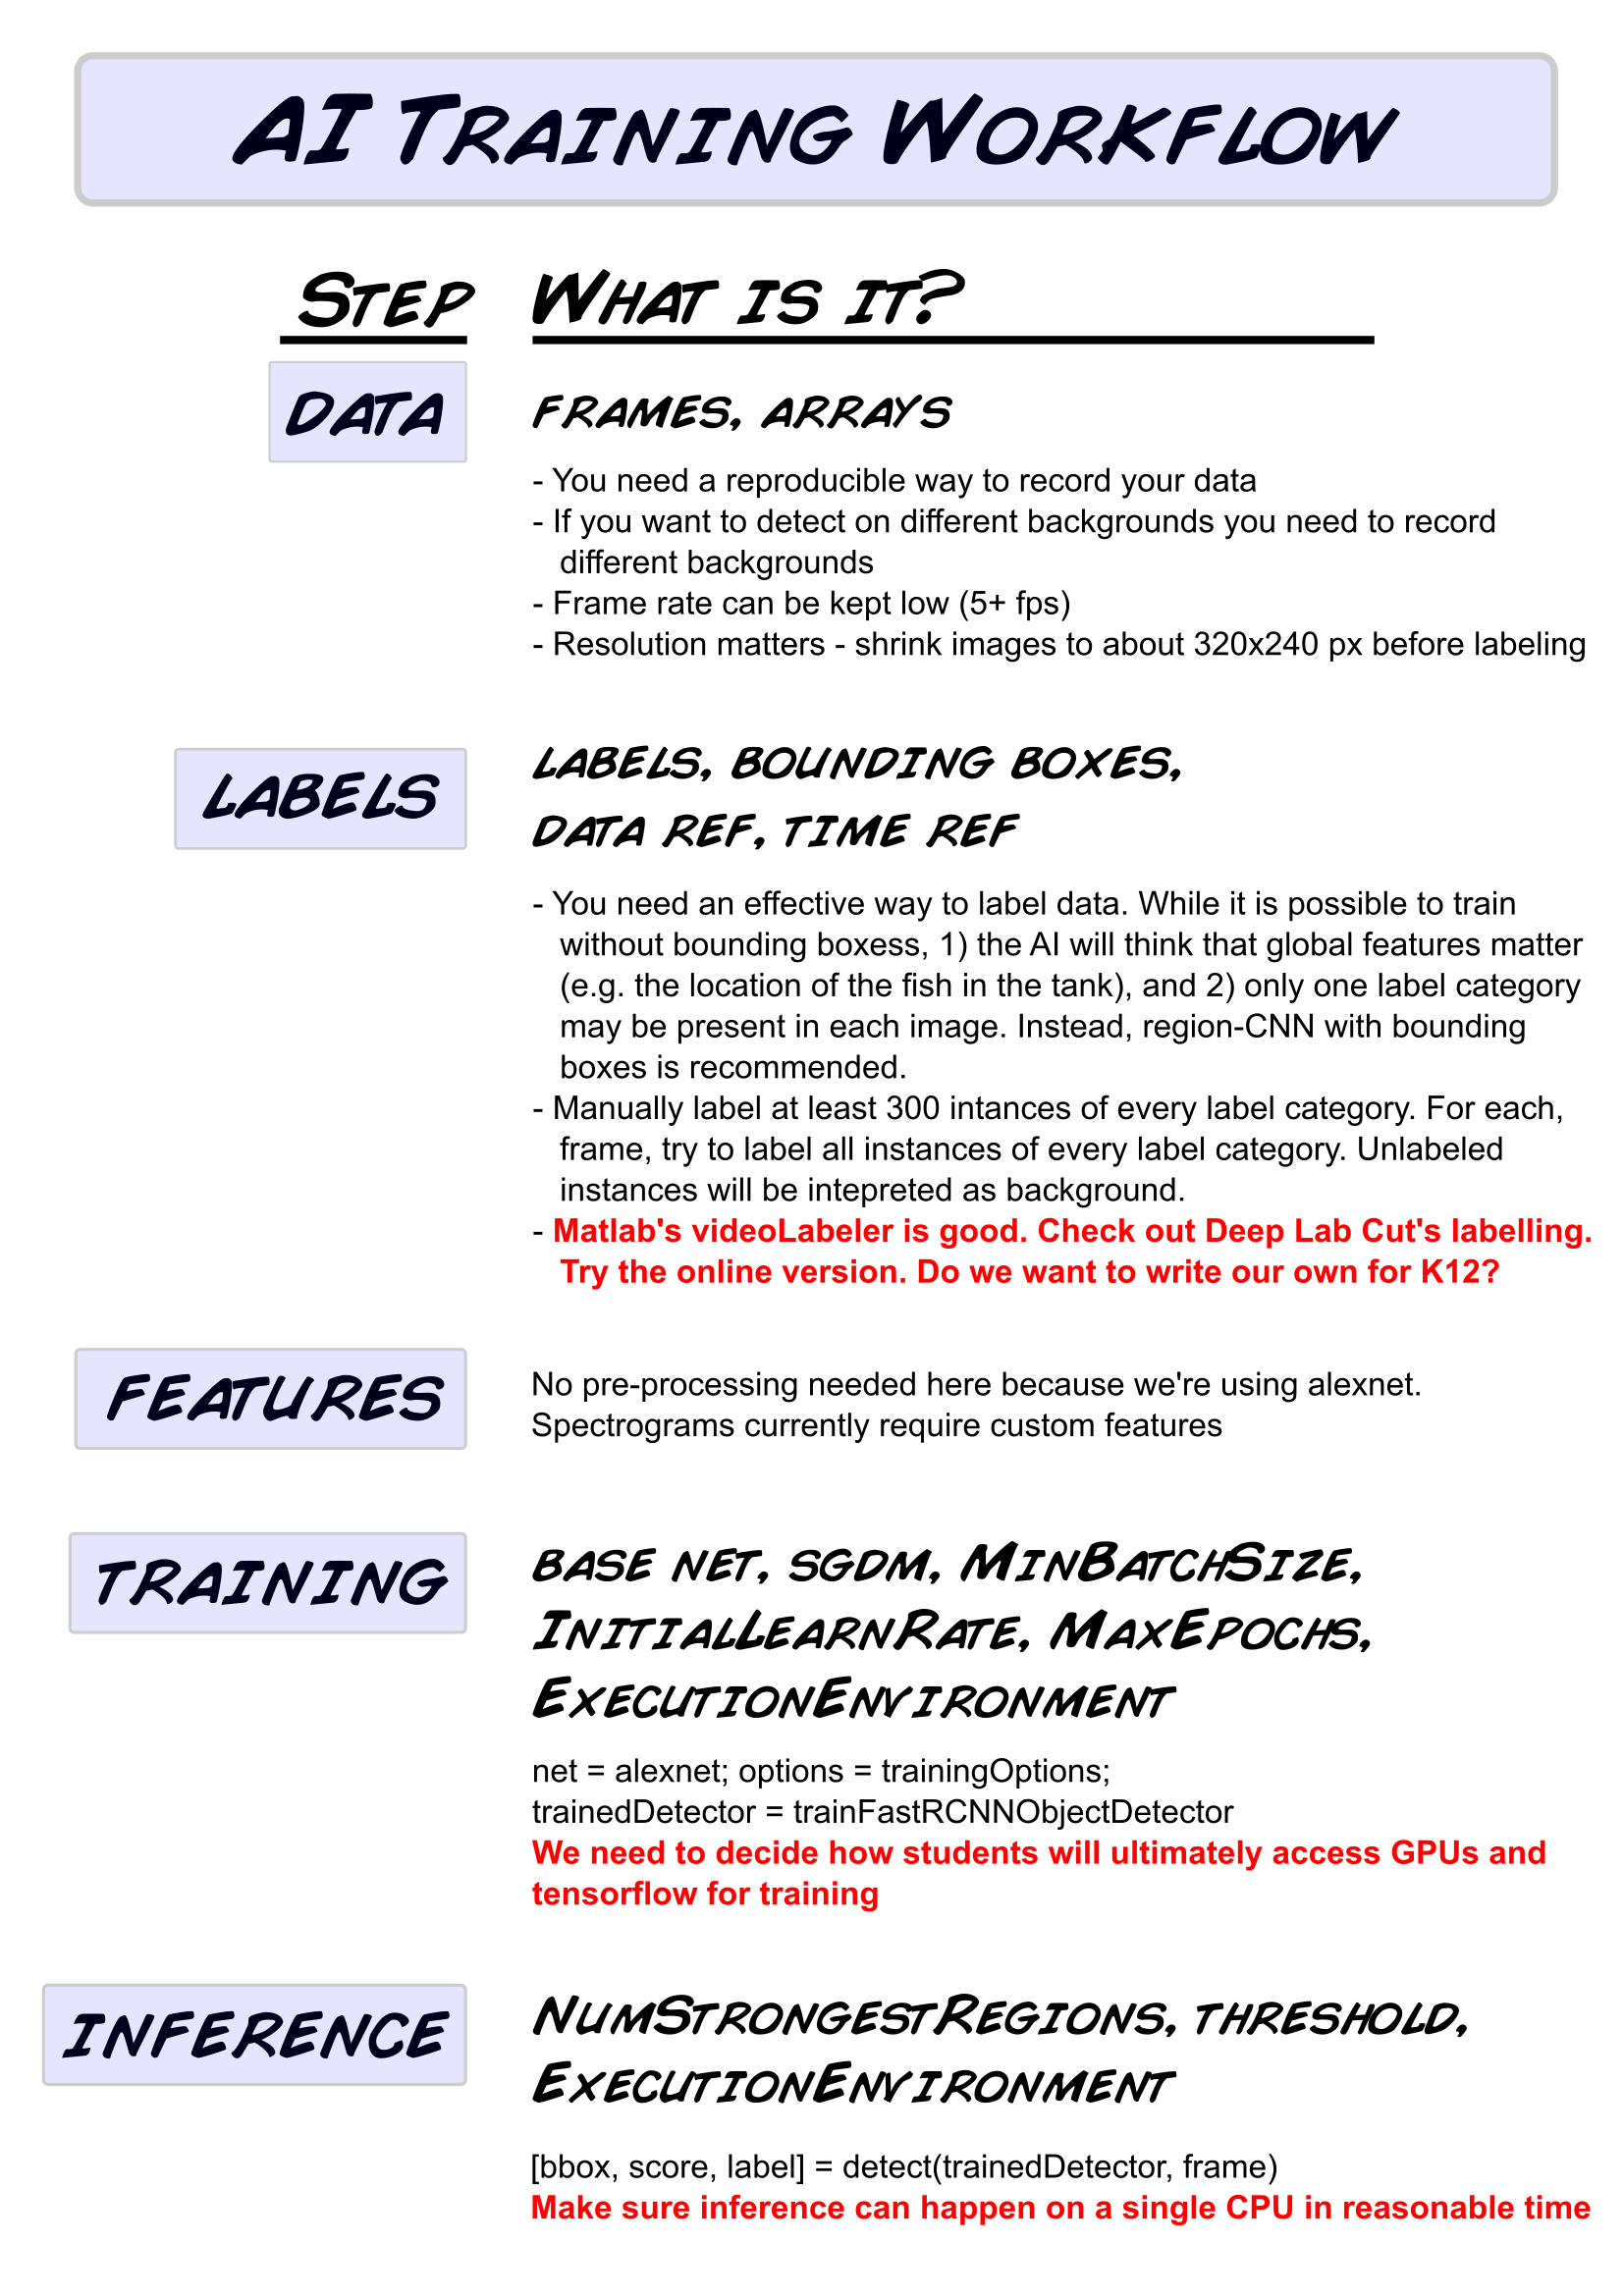 AI Training Workflow
Step What is it?
Data frames, arrays
- You need a reproducible way to record your data
- If you want to detect on different backgrounds you need to record
different backgrounds
- Frame rate can be kept low (5+ fps)
- Resolution matters - shrink images to about 320x240 px before labeling
labels labels, bounding boxes,
data ref, time ref
- You need an effective way to label data. While it is possible to train
without bounding boxess, 1) the AI will think that global features matter
(e.g. the location of the fish in the tank), and 2) only one label category
may be present in each image. Instead, region-CNN with bounding
boxes is recommended.
- Manually label at least 300 intances of every label category. For each,
frame, try to label all instances of every label category. Unlabeled
instances will be intepreted as background.
- Matlab's videoLabeler is good. Check out Deep Lab Cut's labelling.
Try the online version. Do we want to write our own for K12?
features
No pre-processing needed here because we're using alexnet.
Spectrograms currently require custom features
training base net, sgdm, MinBatchSize,
InitialLearnRate, MaxEpochs,
ExecutionEnvironment
net = alexnet; options = trainingOptions;
trainedDetector = trainFastRCNNObjectDetector
We need to decide how students will ultimately access GPUs and
tensorflow for training
inference NumStrongestRegions, threshold,
ExecutionEnvironment
[bbox, score, label] = detect(trainedDetector, frame)
Make sure inference can happen on a single CPU in reasonable time